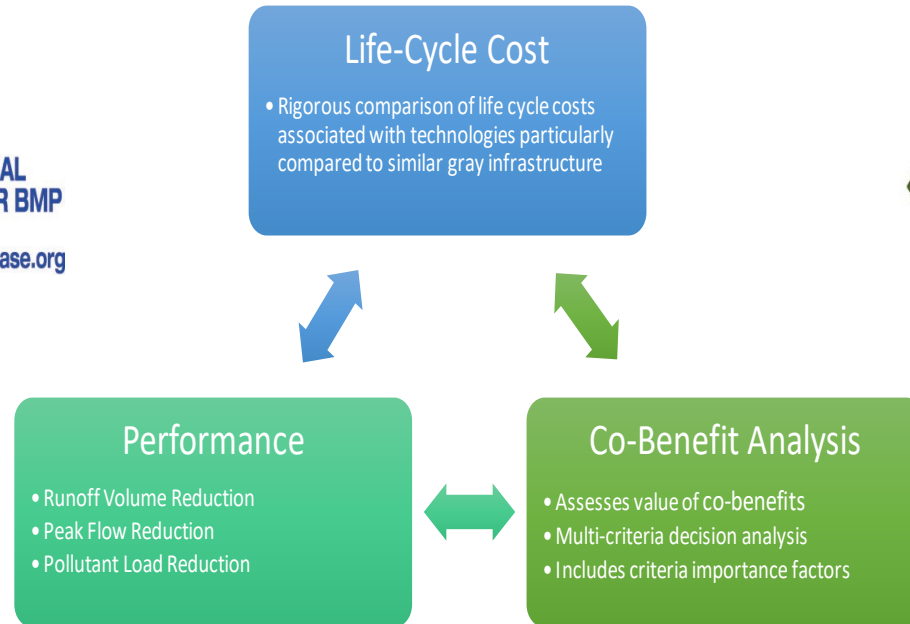 Life-Cycle Cost
• Rigorous comparison of life cycle costs
associated with technologies particularly
compared to similar gray infrastructure
AL
R BMP
ase.org
Performance
• Runoff Volume Reduction
• Peak Flow Reduction
• Pollutant Load Reduction
Co-Benefit Analysis
• Assesses value of co-benefits
• Multi-criteria decision analysis
• Includes criteria importance factors